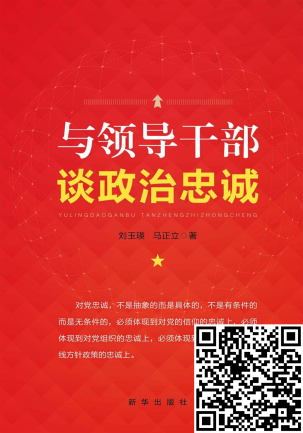 与领导干部
谈政治忠诚
YULINGDAOGANBU TANZHENGZHIZHONGCHENG
刘玉瑛 马正立 著
对党忠诚，不是抽象的而是具体的，不是有条件的
而是无条件的，必须体现到对党的信仰的忠诚上，必须
体现到对党组织的忠诚上，必须体现到
线方针政策的忠诚上。
新华出版社